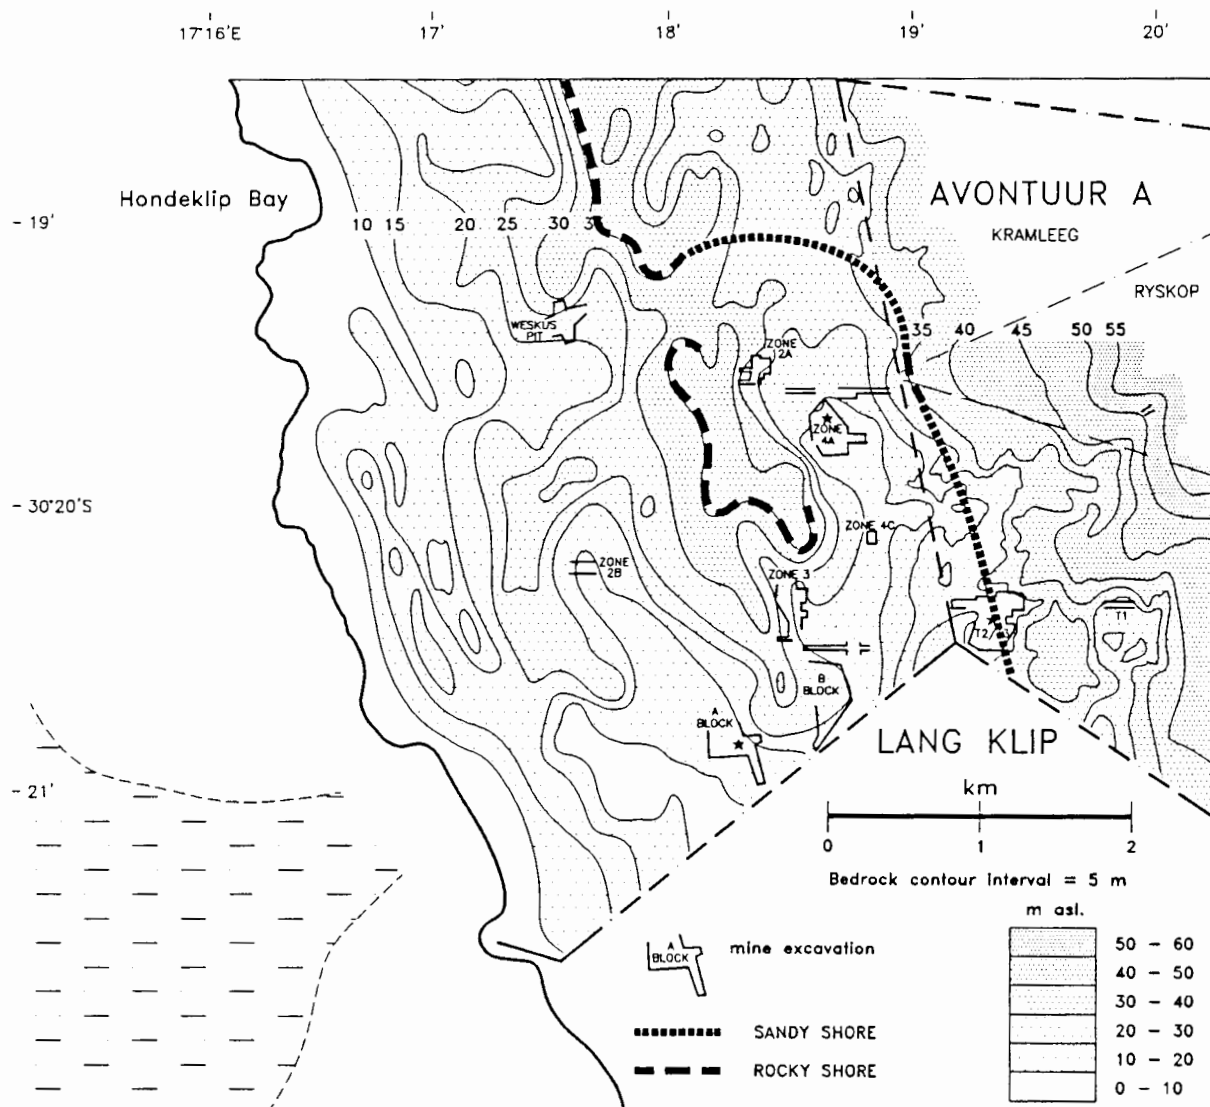 17°16'E 17' 18' 19' 20'
Hondeklip Bay
AVONTUUR A
KRAMLEEG
RYSKOP
- 19'
10 15 20 25 30 3
WESKUS
PIT
ZONE
2A
35 40 45 50 55
ZONE
4A
- 30°20'S
ZONE 4C
ZONE
2B
ZONE 3
T2/
T1
B
BLOCK
A
BLOCK
LANG KLIP
- 21'
km
0 1 2
Bedrock contour interval = 5 m
m asl.
50 - 60
40 - 50
30 - 40
20 - 30
10 - 20
0 - 10
A
BLOCK
mine excavation
SANDY SHORE
ROCKY SHORE